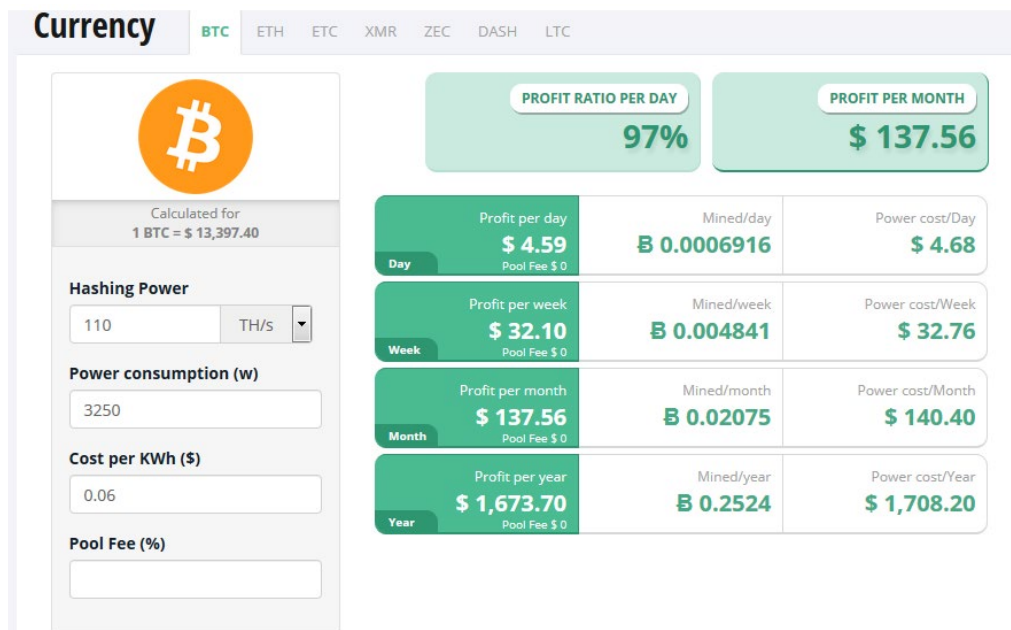 Currency BTC ETH ETC XMR ZEC DASH LTC
PROFIT RATIO PER DAY
97%
PROFIT PER MONTH
$ 137.56
Calculated for
1 BTC = $ 13,397.40
Hashing Power
110 TH/s
Power consumption (w)
3250
Cost per KWh ($)
0.06
Pool Fee (%)
Day
Profit per day
$ 4.59
Pool Fee $ 0
Mined/day
Ƀ 0.0006916
Power cost/Day
$ 4.68
Week
Profit per week
$ 32.10
Pool Fee $ 0
Mined/week
Ƀ 0.004841
Power cost/Week
$ 32.76
Month
Profit per month
$ 137.56
Pool Fee $ 0
Mined/month
Ƀ 0.02075
Power cost/Month
$ 140.40
Year
Profit per year
$ 1,673.70
Pool Fee $ 0
Mined/year
Ƀ 0.2524
Power cost/Year
$ 1,708.20